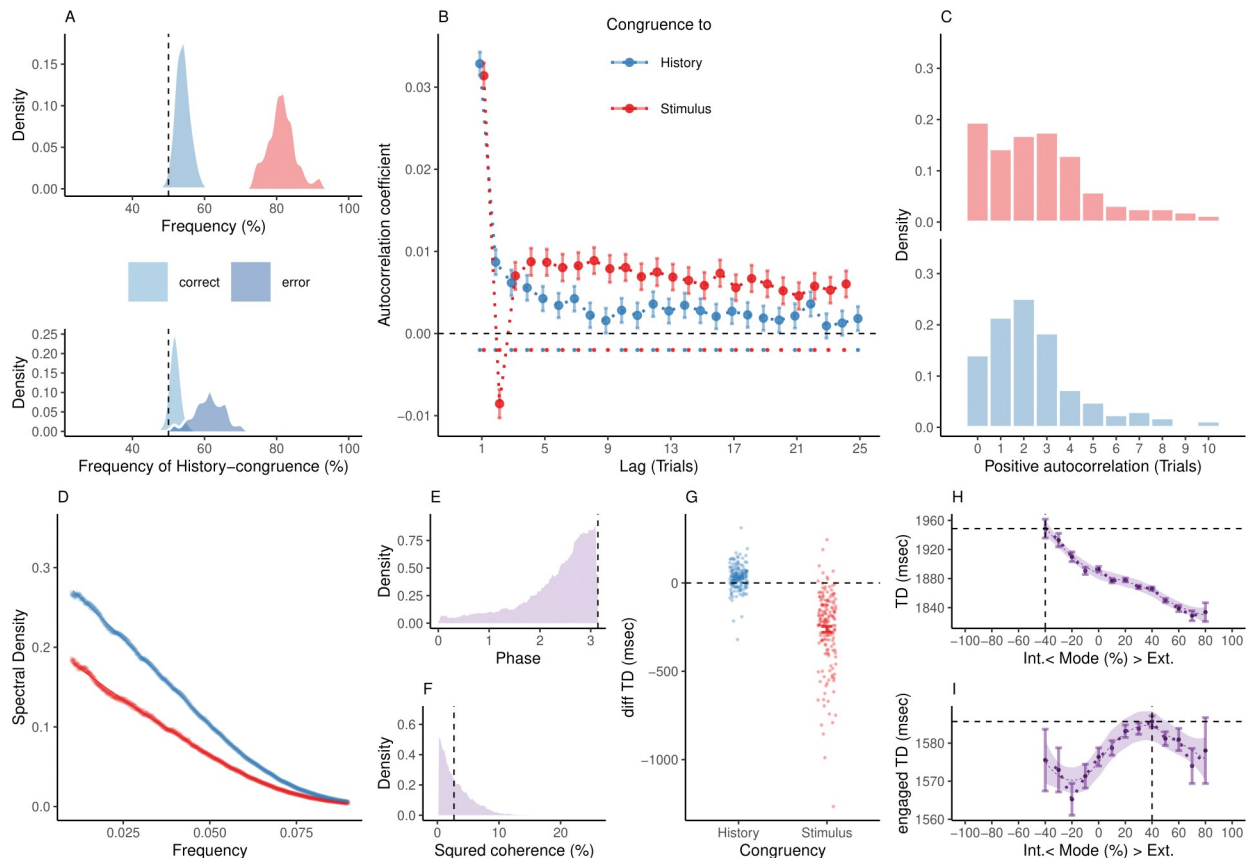 A
Density
0.15
0.10
0.05
0.00
40
60
80
100
Frequency (%)
correct
error
Density
0.25
0.20
0.15
0.10
0.05
0.00
40
60
80
100
Frequency of History−congruence (%)
B
Congruence to
History
Stimulus
Autocorrelation coefficient
0.03
0.02
0.01
0.00
−0.01
1
5
9
13
17
21
25
Lag (Trials)
C
Density
0.3
0.2
0.1
0.0
0.3
0.2
0.1
0.0
0 1 2 3 4 5 6 7 8 9 10
Positive autocorrelation (Trials)
D
Spectral Density
0.3
0.2
0.1
0.0
0.025
0.050
0.075
Frequency
E
Density
0.75
0.50
0.25
0.00
0
1
2
3
Phase
F
Density
0.6
0.4
0.2
0.0
0
10
20
Squred coherence (%)
G
diff TD (msec)
0
−500
−1000
History
Stimulus
Congruency
H
TD (msec)
1960
1920
1880
1840
−100 −80 −60 −40 −20 0 20 40 60 80 100
Int.< Mode (%) > Ext.
I
engaged TD (msec)
1580
1570
1560
−100 −80 −60 −40 −20 0 20 40 60 80 100
Int.< Mode (%) > Ext.